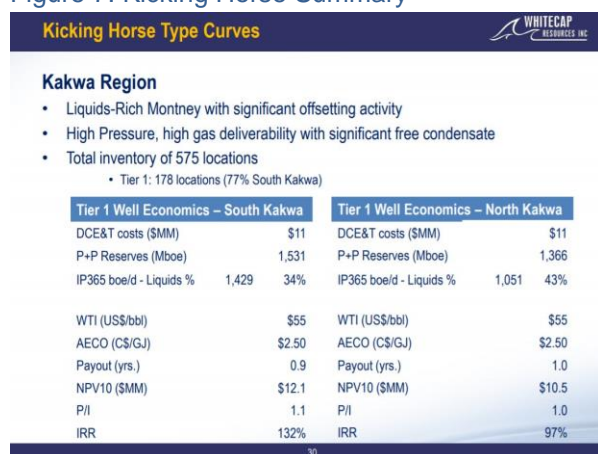 Figure 7: Kicking Horse Summary
Kicking Horse Type Curves
WHITECAP
RESOURCES INC
Kakwa Region
• Liquids-Rich Montney with significant offsetting activity
• High Pressure, high gas deliverability with significant free condensate
• Total inventory of 575 locations
• Tier 1: 178 locations (77% South Kakwa)
Tier 1 Well Economics – South Kakwa
DCE&T costs ($MM) $11
P+P Reserves (Mboe) 1,531
IP365 boe/d - Liquids % 1,429 34%
WTI (US$/bbl) $55
AECO (C$/GJ) $2.50
Payout (yrs.) 0.9
NPV10 ($MM) $12.1
P/I 1.1
IRR 132%
Tier 1 Well Economics – North Kakwa
DCE&T costs ($MM) $11
P+P Reserves (Mboe) 1,366
IP365 boe/d - Liquids % 1,051 43%
WTI (US$/bbl) $55
AECO (C$/GJ) $2.50
Payout (yrs.) 1.0
NPV10 ($MM) $10.5
P/I 1.0
IRR 97%
30